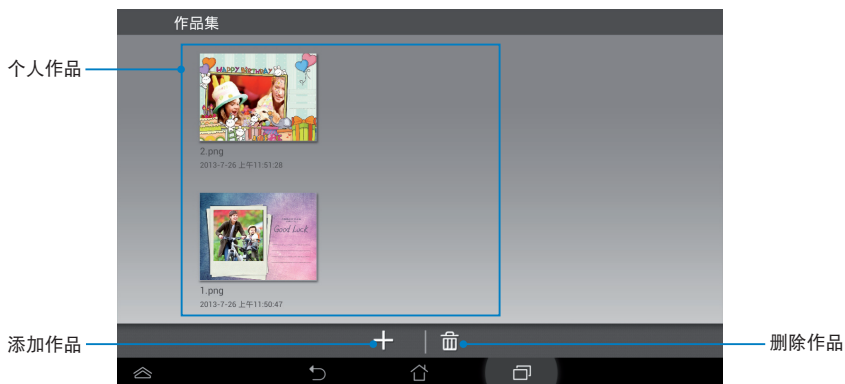 作品集
个人作品
HAPPY BIRTHDAY
2.png
2013-7-26 上午11:51:28
Good Luck
1.png
2013-7-26 上午11:50:47
添加作品
删除作品